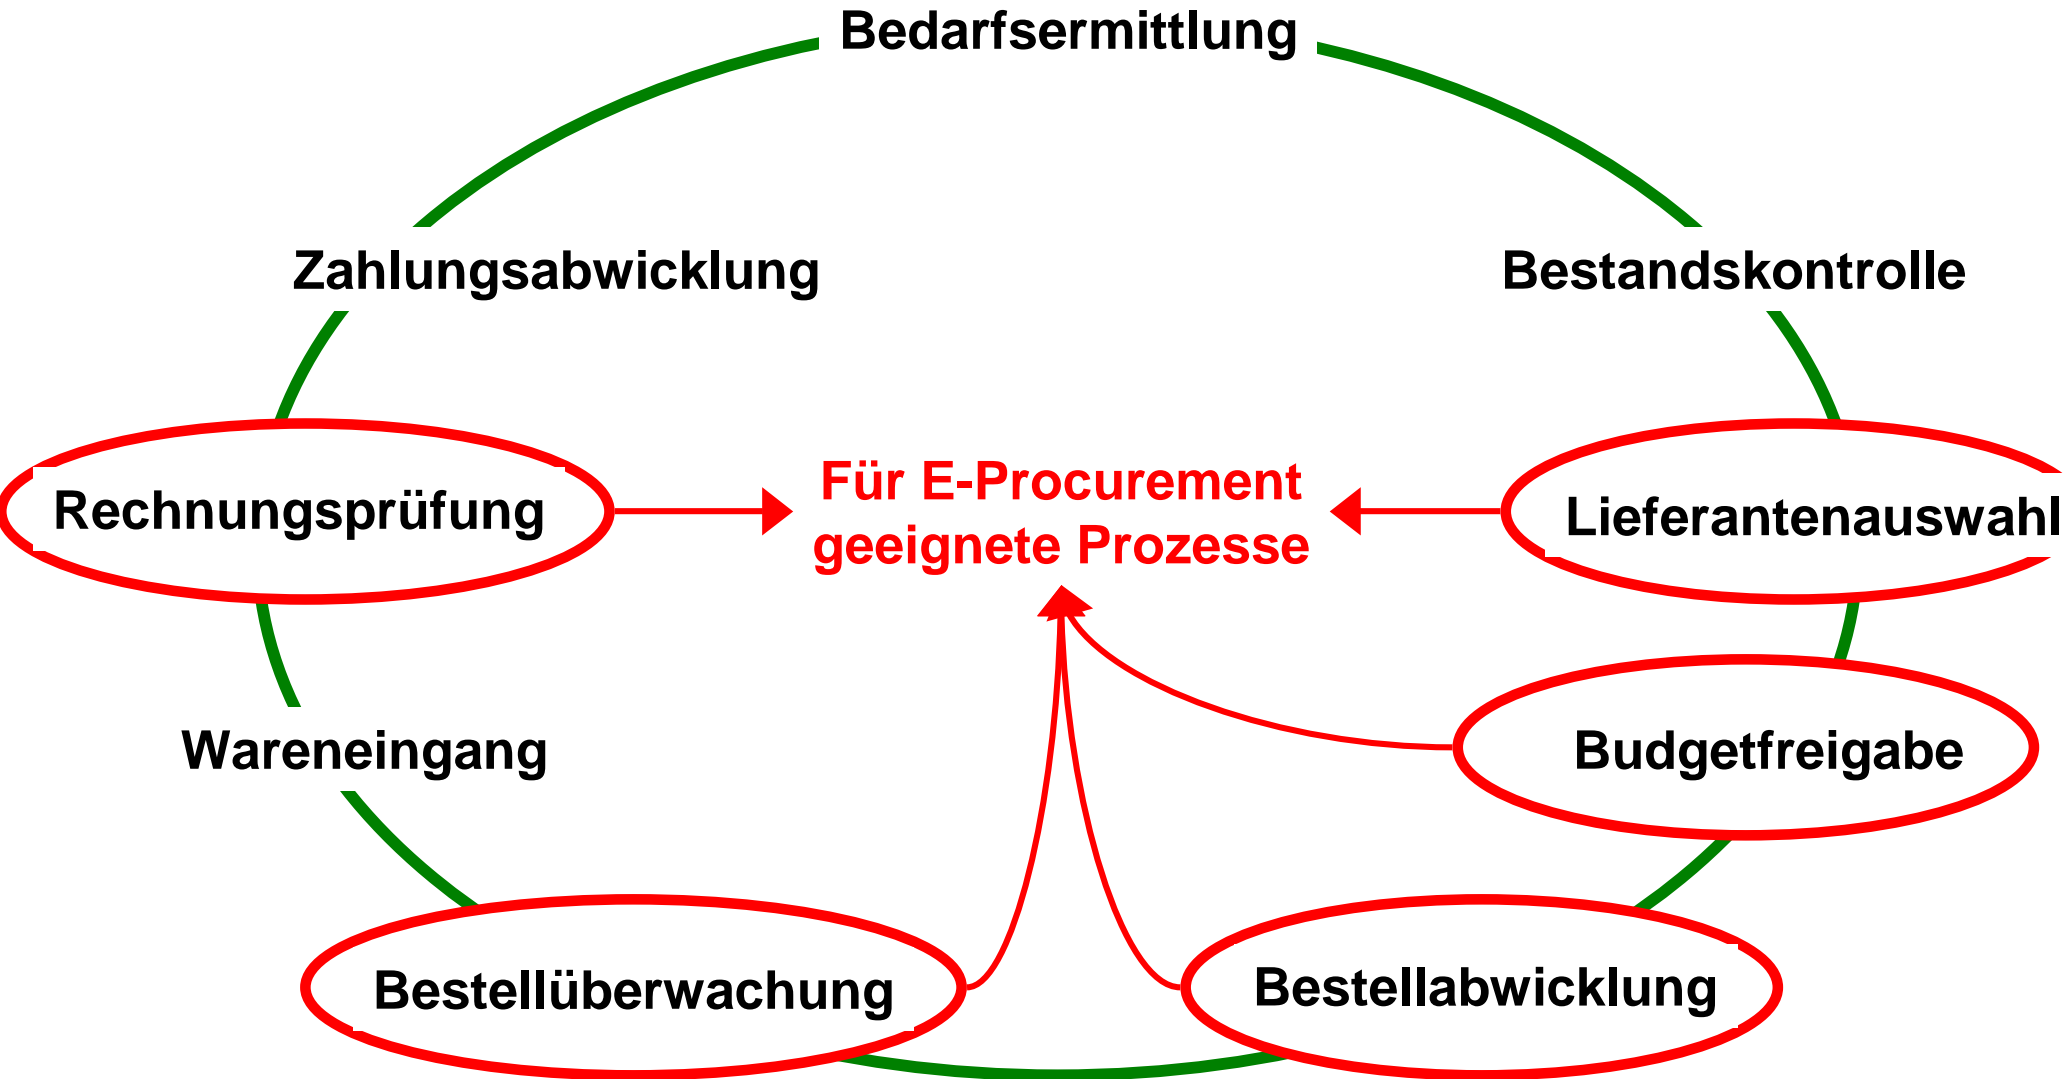 Bedarfsermittlung
Zahlungsabwicklung
Bestandskontrolle
Rechnungsprüfung
Für E-Procurement
geeignete Prozesse
Lieferantenauswahl
Wareneingang
Budgetfreigabe
Bestellüberwachung
Bestellabwicklung